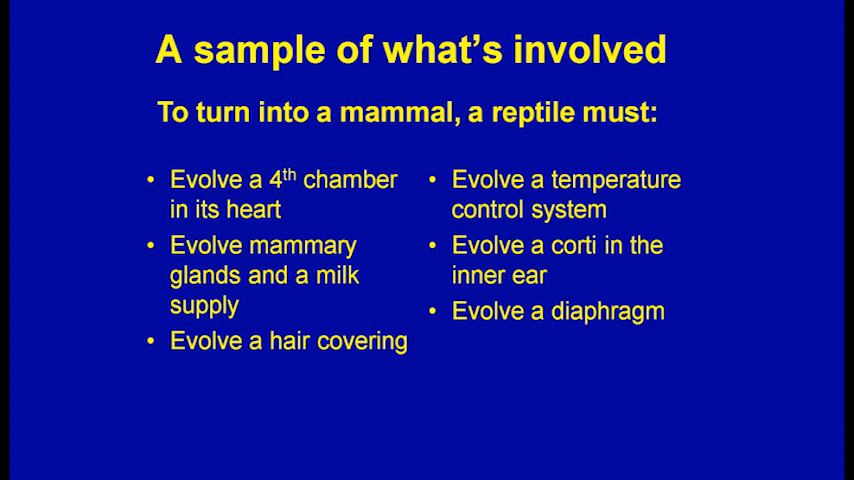 A sample of what's involved
To turn into a mammal, a reptile must:
• Evolve a 4th chamber
in its heart
• Evolve mammary
glands and a milk
supply
• Evolve a hair covering
• Evolve a temperature
control system
• Evolve a corti in the
inner ear
• Evolve a diaphragm